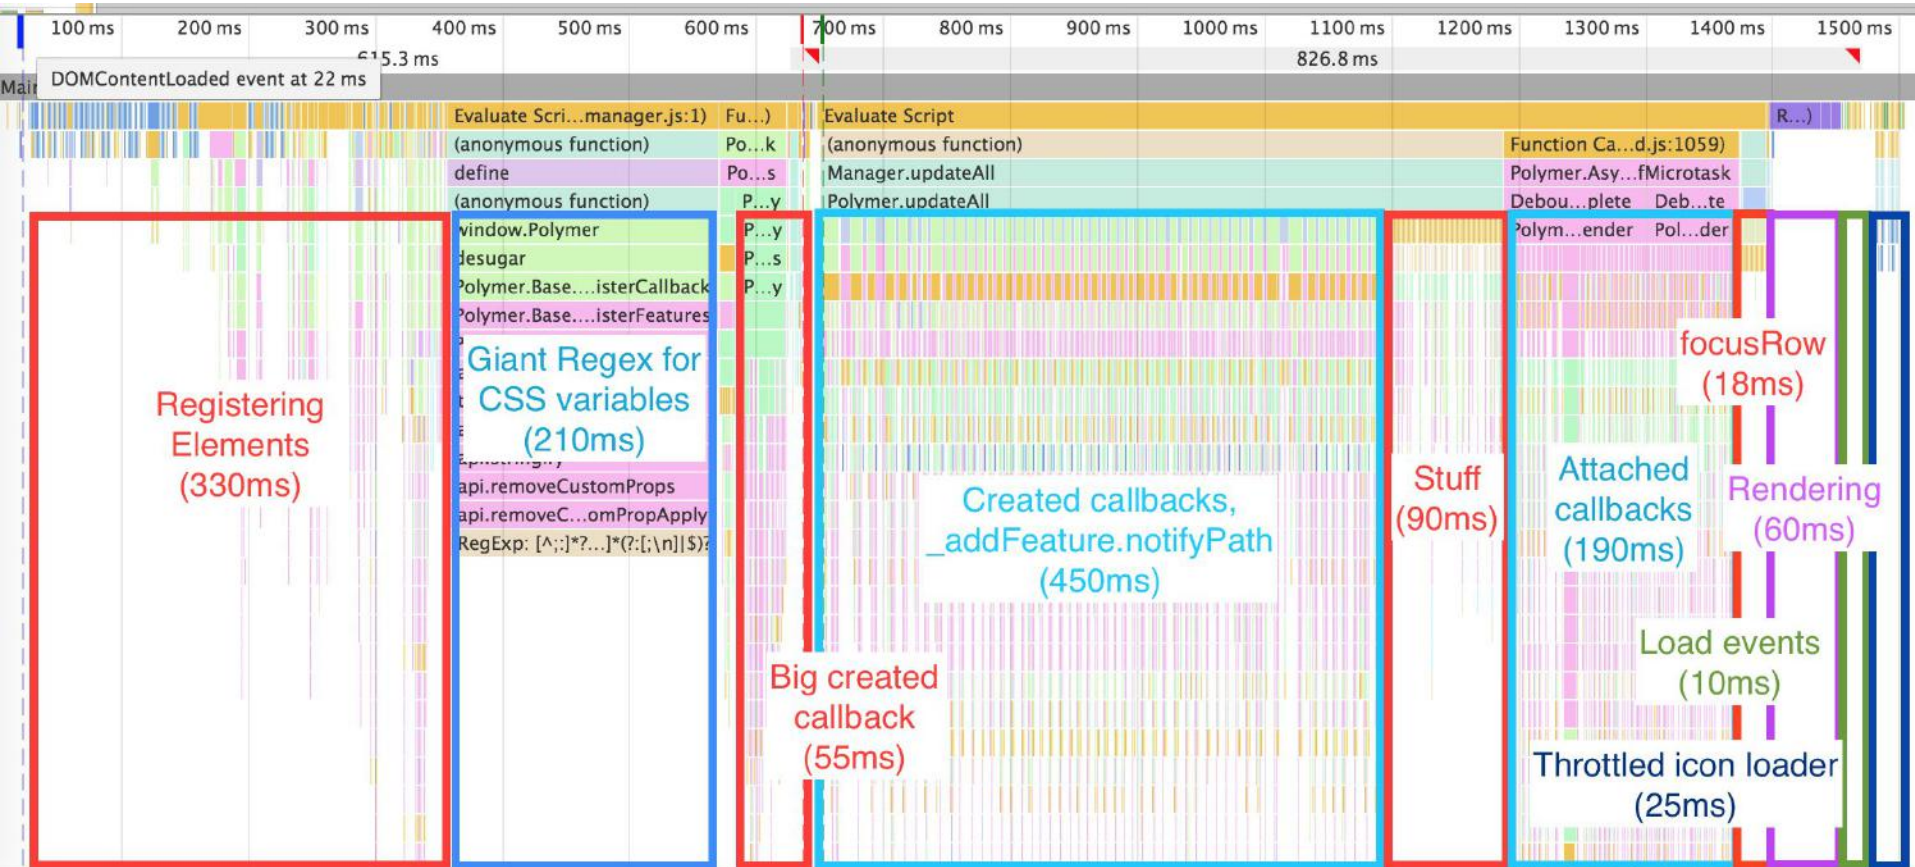 100 ms 200 ms 300 ms 400 ms 500 ms 600 ms 700 ms 800 ms 900 ms 1000 ms 1100 ms 1200 ms 1300 ms 1400 ms 1500 ms
615.3 ms 826.8 ms
DOMContentLoaded event at 22 ms
Main
Evaluate Scri...manager.js:1) Fu...) Evaluate Script R...)
(anonymous function) Po...k (anonymous function) Function Ca...d.js:1059)
define Po...s Manager.updateAll Polymer.Asy...fMicrotask
(anonymous function) P...y Polymer.updateAll Debou...plete Deb...te
window.Polymer P...y Polym...ender Pol...der
desugar P...s
Polymer.Base....isterCallback P...y
Polymer.Base....isterFeatures
api.removeCustomProps
api.removeC...omPropApply
RegExp: [^;:]*?...]*(?:[;\n]|$)?
Registering
Elements
(330ms)
Giant Regex for
CSS variables
(210ms)
Big created
callback
(55ms)
Created callbacks,
_addFeature.notifyPath
(450ms)
Stuff
(90ms)
Attached
callbacks
(190ms)
focusRow
(18ms)
Rendering
(60ms)
Load events
(10ms)
Throttled icon loader
(25ms)